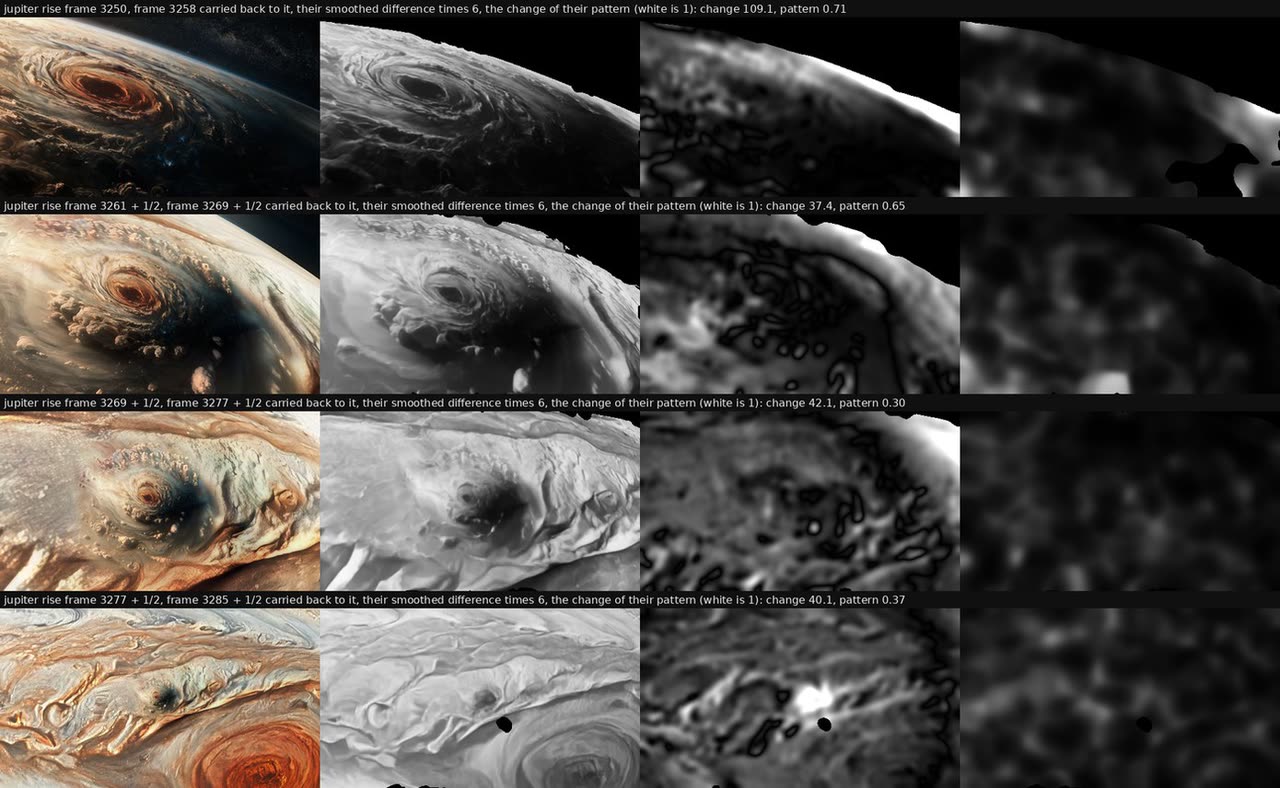 jupiter rise frame 3250, frame 3258 carried back to it, their smoothed difference times 6, the change of their pattern (white is 1): change 109.1, pattern 0.71
jupiter rise frame 3261 + 1/2, frame 3269 + 1/2 carried back to it, their smoothed difference times 6, the change of their pattern (white is 1): change 37.4, pattern 0.65
jupiter rise frame 3269 + 1/2, frame 3277 + 1/2 carried back to it, their smoothed difference times 6, the change of their pattern (white is 1): change 42.1, pattern 0.30
jupiter rise frame 3277 + 1/2, frame 3285 + 1/2 carried back to it, their smoothed difference times 6, the change of their pattern (white is 1): change 40.1, pattern 0.37